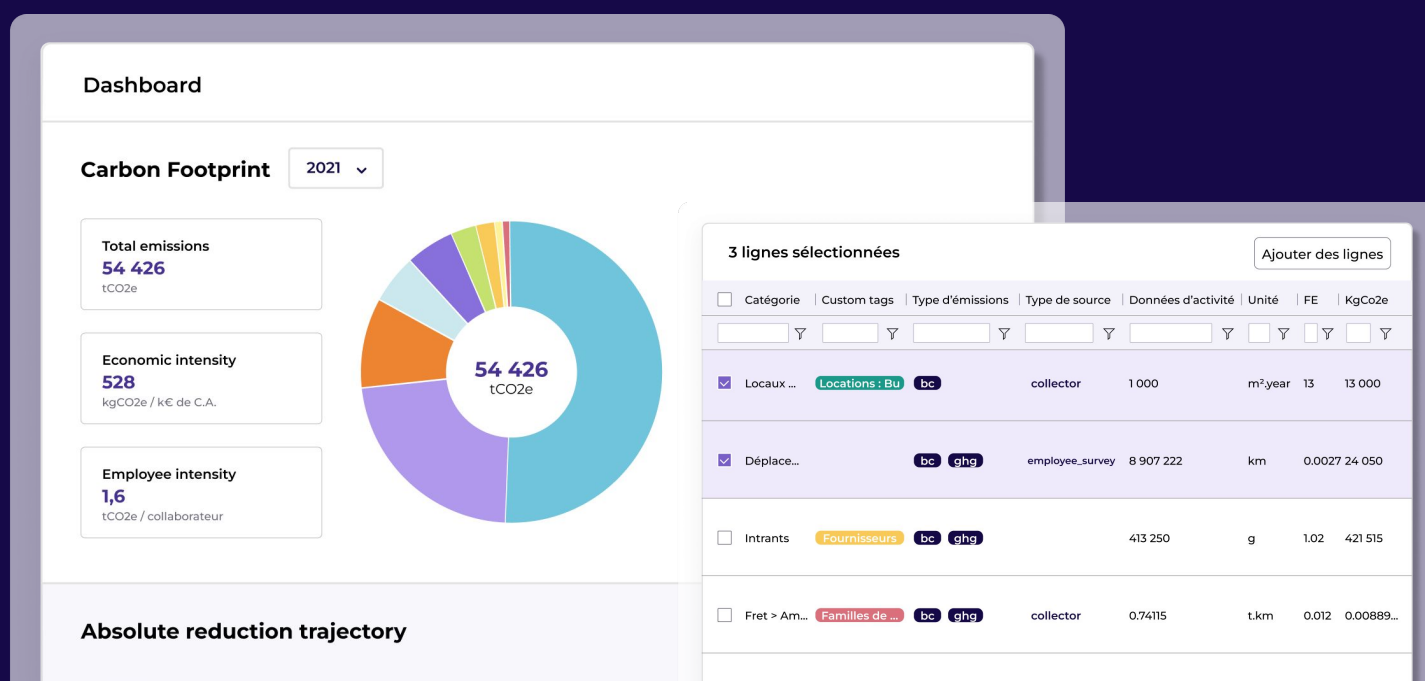 Dashboard
Carbon Footprint 2021
Total emissions
54 426
tCO2e
Economic intensity
528
kgCO2e / k€ de C.A.
Employee intensity
1,6
tCO2e / collaborateur
54 426
tCO2e
Absolute reduction trajectory
3 lignes sélectionnées Ajouter des lignes
Catégorie Custom tags Type d'émissions Type de source Données d'activité Unité FE KgCo2e
Locaux ... Locations : Bu bc collector 1 000 m².year 13 13 000
Déplace... bc ghg employee_survey 8 907 222 km 0.0027 24 050
Intrants Fournisseurs bc ghg 413 250 g 1.02 421 515
Fret > Am... Familles de ... bc ghg collector 0.74115 t.km 0.012 0.00889...